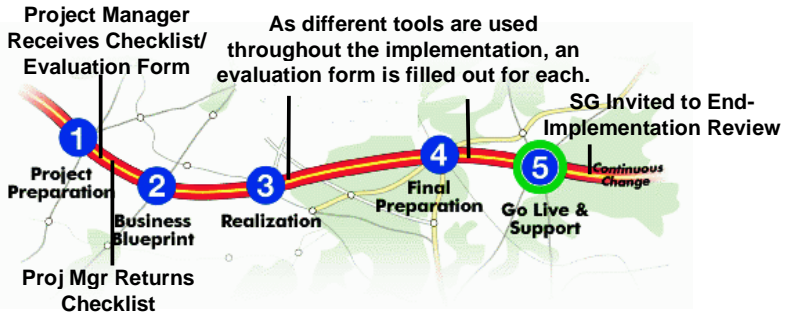 Project Manager
Receives Checklist/
Evaluation Form
As different tools are used
throughout the implementation, an
evaluation form is filled out for each.
SG Invited to End-
Implementation Review
1
Project
Preparation
2
Business
Blueprint
3
Realization
4
Final
Preparation
5
Go Live &
Support
Continuous
Change
Proj Mgr Returns
Checklist